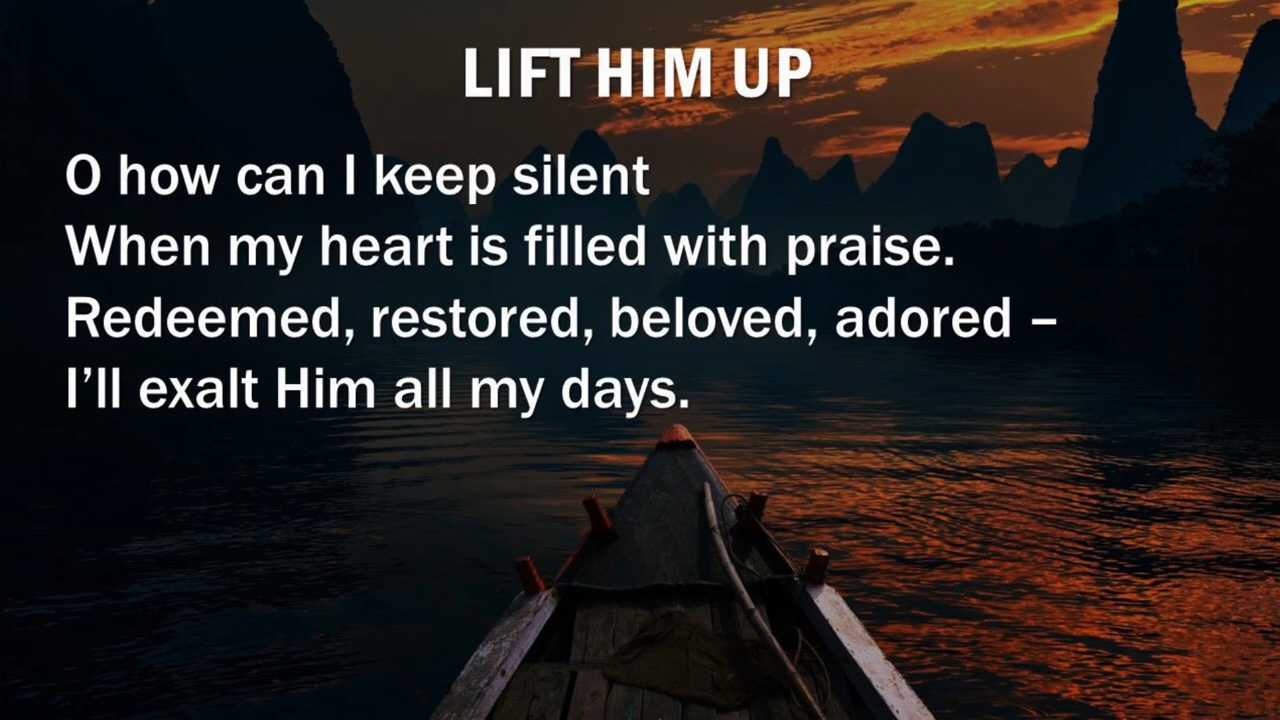 LIFT HIM UP
O how can I keep silent
When my heart is filled with praise.
Redeemed, restored, beloved, adored –
I’ll exalt Him all my days.